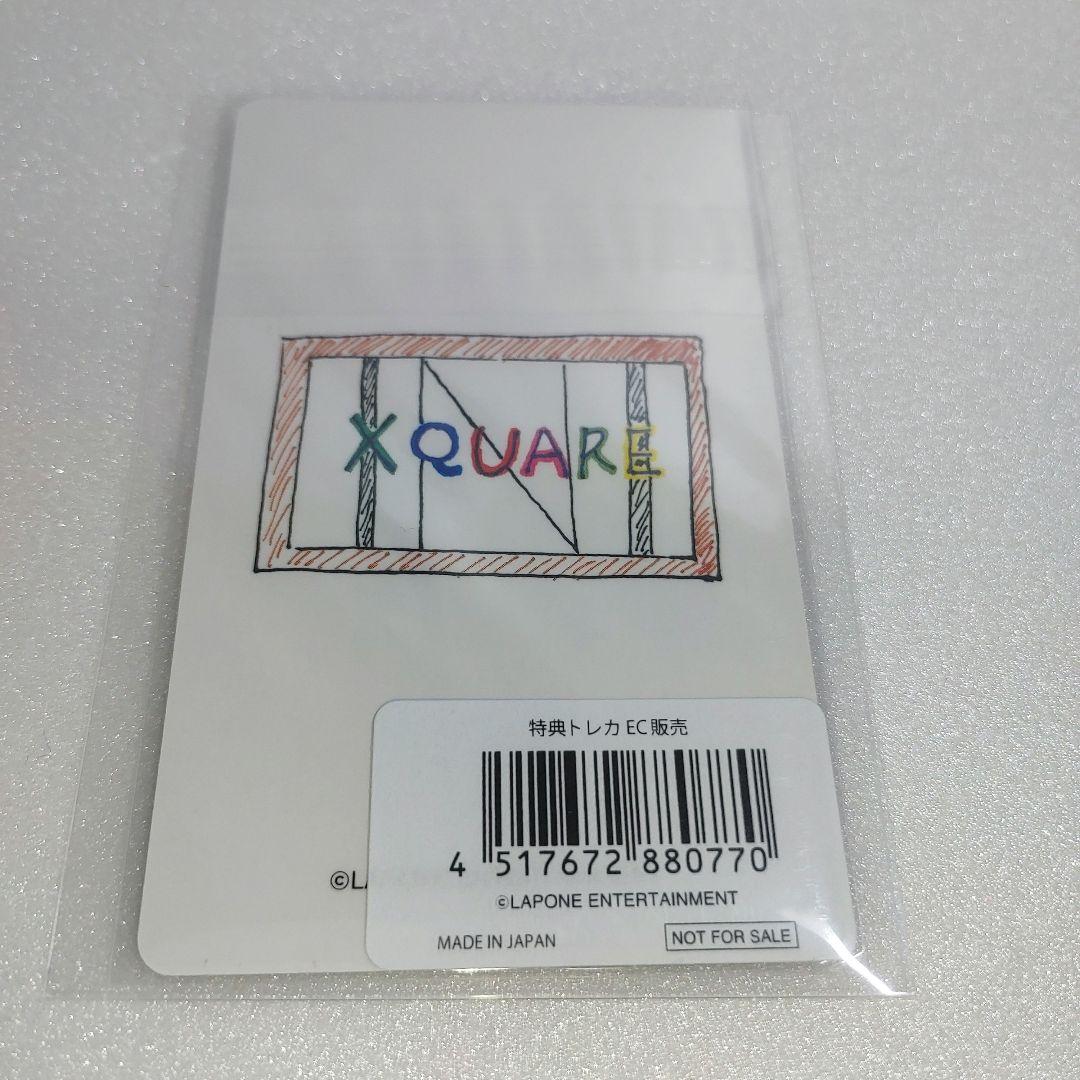 XQUARE
特典トレカ EC販売
4 517672 880770
©L
©LAPONE ENTERTAINMENT
MADE IN JAPAN
NOT FOR SALE